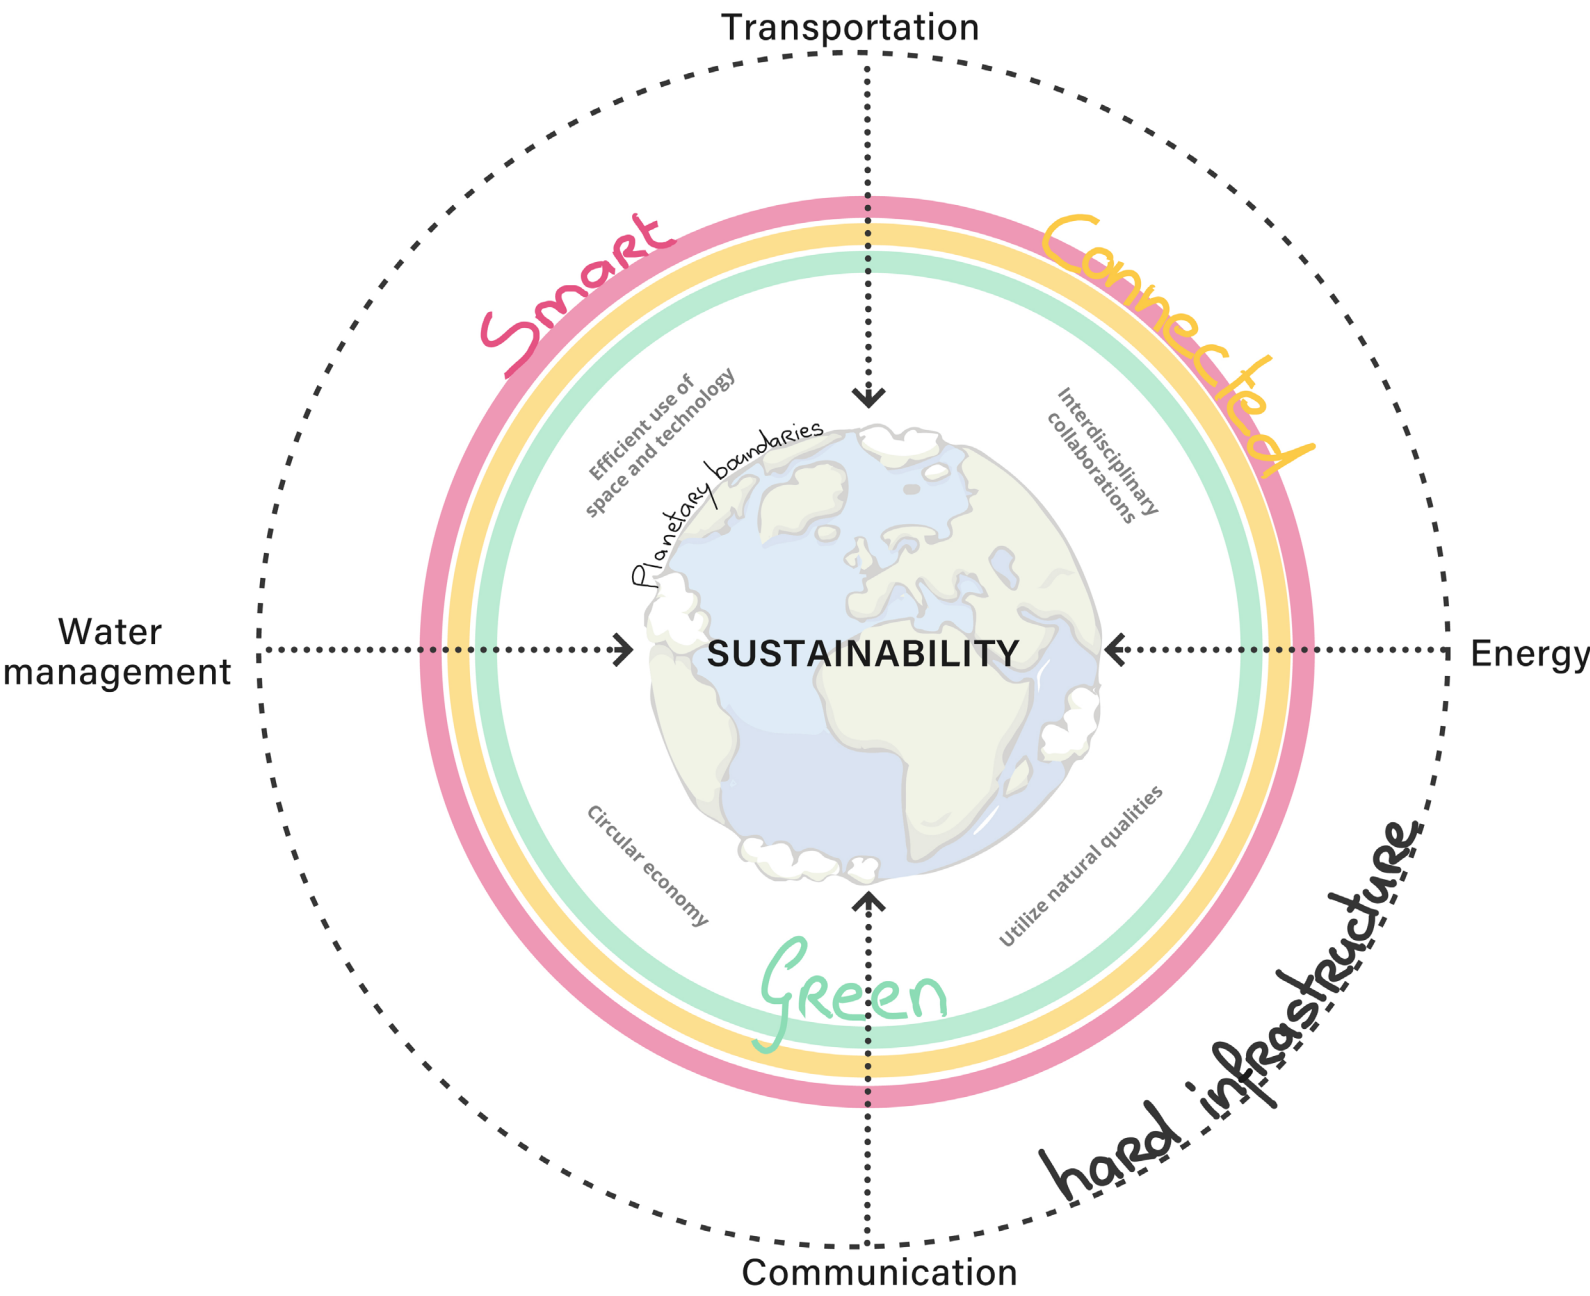 Transportation
Smart
Connected
Efficient use of
space and technology
Interdisciplinary
collaborations
Planetary boundaries
Water
management
SUSTAINABILITY
Energy
Circular economy
Utilize natural qualities
Green
hard infrastructure
Communication